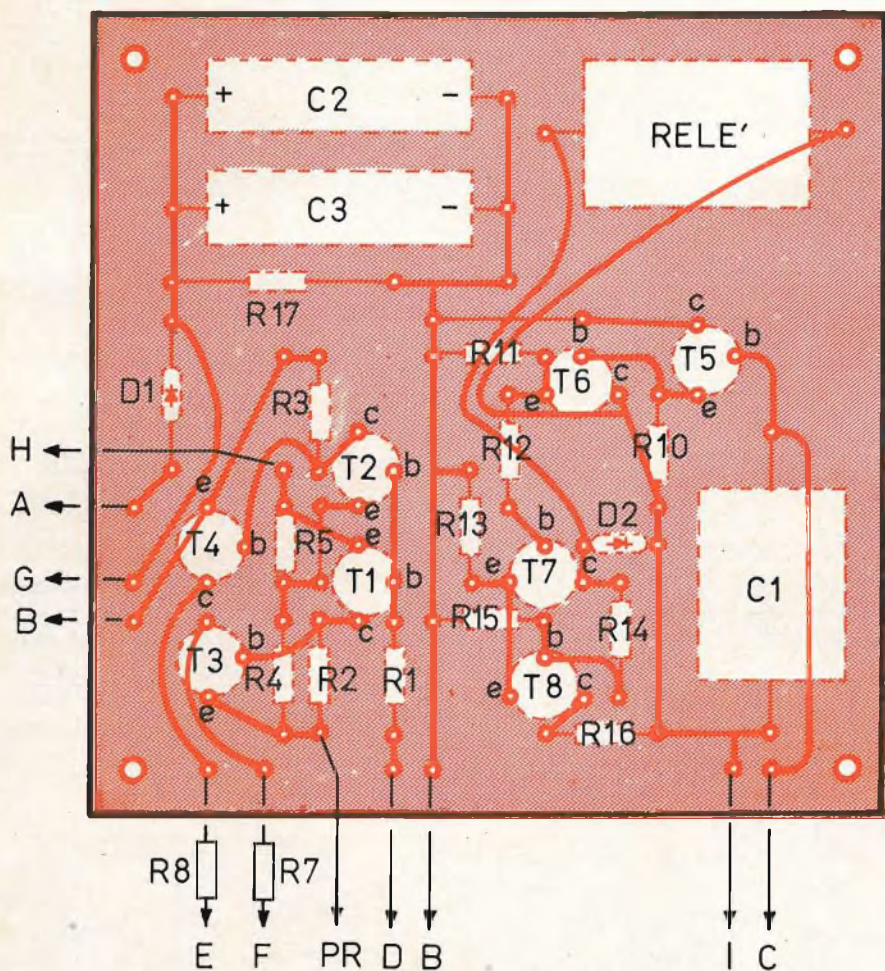 + C2 -
RELE'
+ C3 -
R17
c
b
b
R11
T5
T6
c
D1
R3
e
e
c
H
R12
R10
T2
b
A
e
e
R13
D2
b
T4
b
R5
e
T7
c
G
T1
b
C1
c
e
B
R15
R14
b
c
b
T3
R4
R2
R1
e
T8
c
e
R16
R8
R7
E F PR D B I C